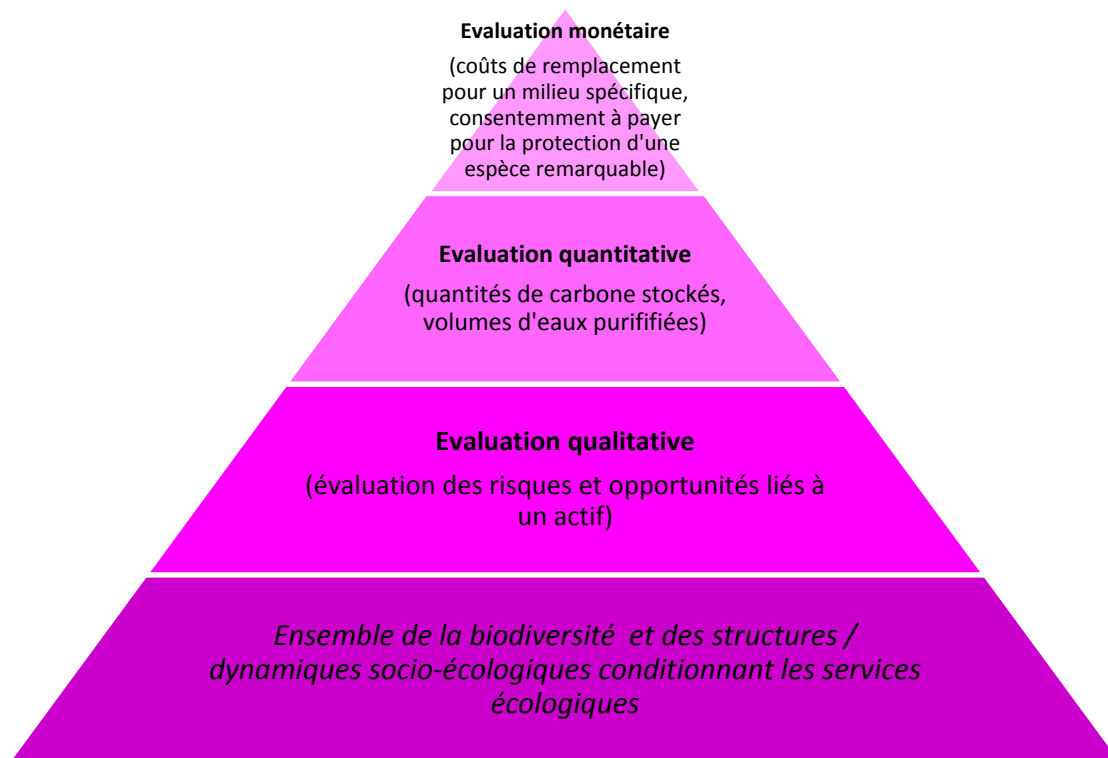 Evaluation monétaire
(coûts de remplacement
pour un milieu spécifique,
consentemment à payer
pour la protection d'une
espèce remarquable)
Evaluation quantitative
(quantités de carbone stockés,
volumes d'eaux purififiées)
Evaluation qualitative
(évaluation des risques et opportunités liés à
un actif)
Ensemble de la biodiversité et des structures /
dynamiques socio-écologiques conditionnant les services
écologiques